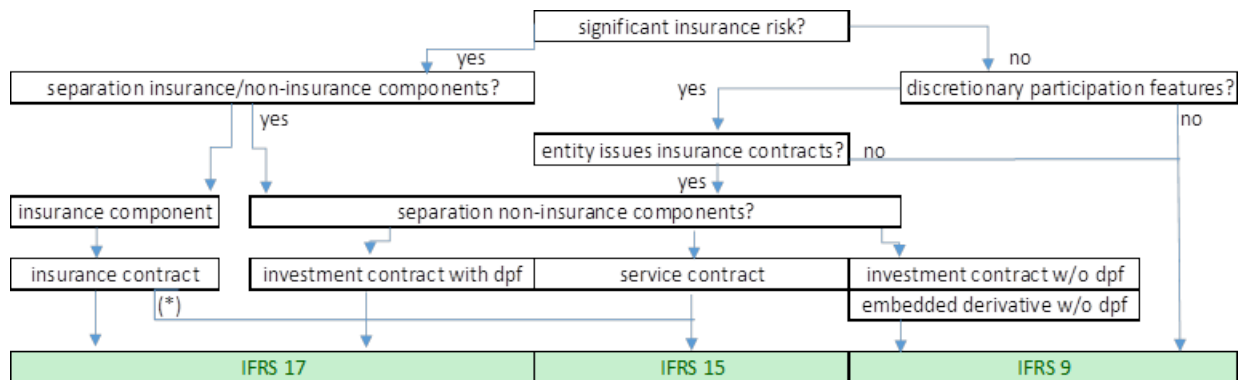 significant insurance risk?
yes
no
separation insurance/non-insurance components?
yes
discretionary participation features?
yes
no
entity issues insurance contracts?
no
yes
insurance component
separation non-insurance components?
insurance contract
investment contract with dpf
service contract
investment contract w/o dpf
(*)
embedded derivative w/o dpf
IFRS 17
IFRS 15
IFRS 9